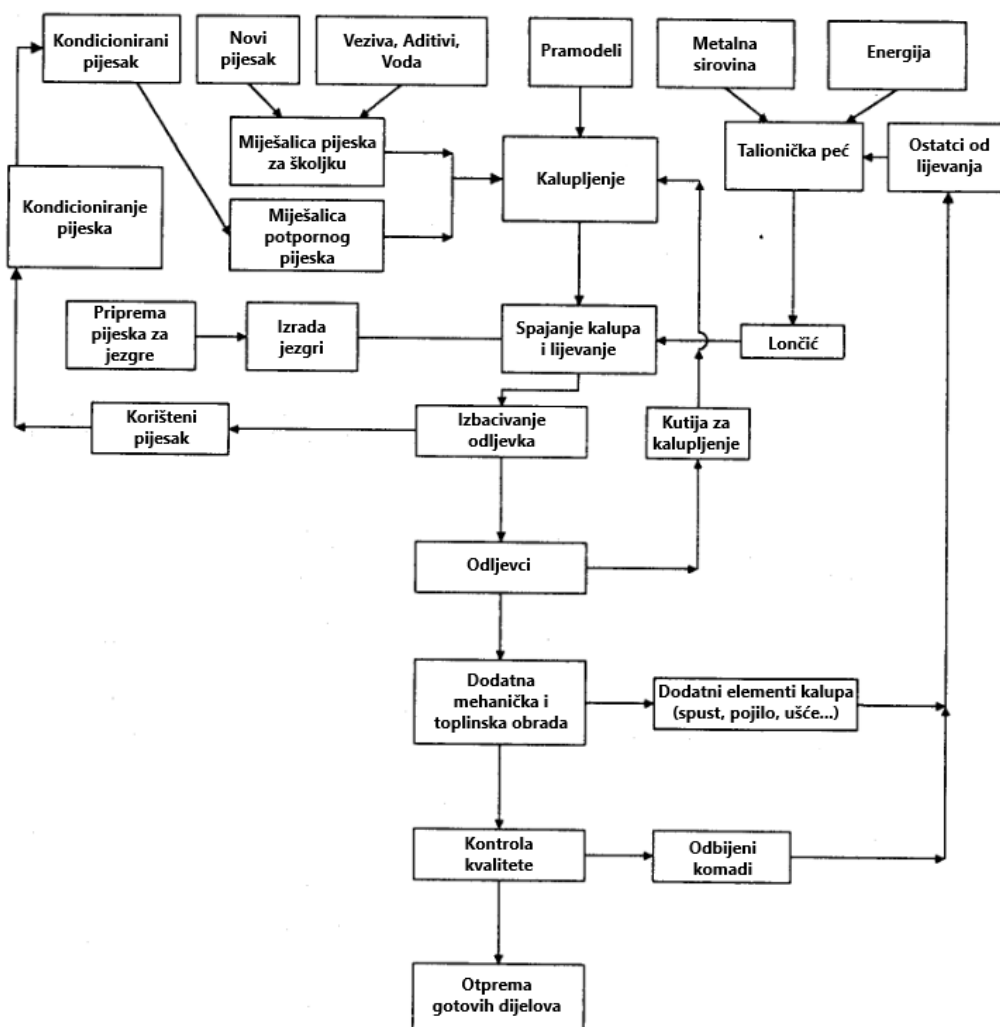 Kondicionirani
pijesak
Novi
pijesak
Veziva, Aditivi,
Voda
Pramodeli
Metalna
sirovina
Energija
Miješalica pijeska
za školjku
Talionička peć
Ostatci od
lijevanja
Kalupljenje
Kondicioniranje
pijeska
Miješalica
potpornog
pijeska
Priprema
pijeska za
jezgre
Izrada
jezgri
Spajanje kalupa
i lijevanje
Lončić
Korišteni
pijesak
Izbacivanje
odljevka
Kutija za
kalupljenje
Odljevci
Dodatna
mehanička i
toplinska obrada
Dodatni elementi kalupa
(spust, pojilo, ušće...)
Kontrola
kvalitete
Odbijeni
komadi
Otprema
gotovih dijelova